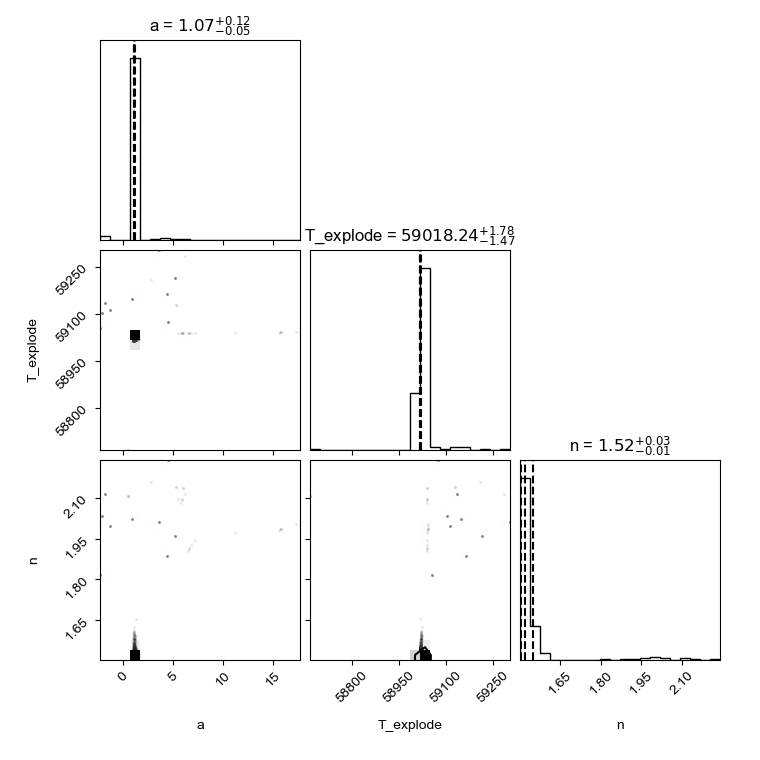 a = 1.07+0.12 −0.05
T_explode = 59018.24+1.78 −1.47
59250
59100
58950
58800
T_explode
n = 1.52+0.03 −0.01
2.10
1.95
1.80
1.65
n
0 5 10 15
58800 58950 59100 59250
1.65 1.80 1.95 2.10
a T_explode n